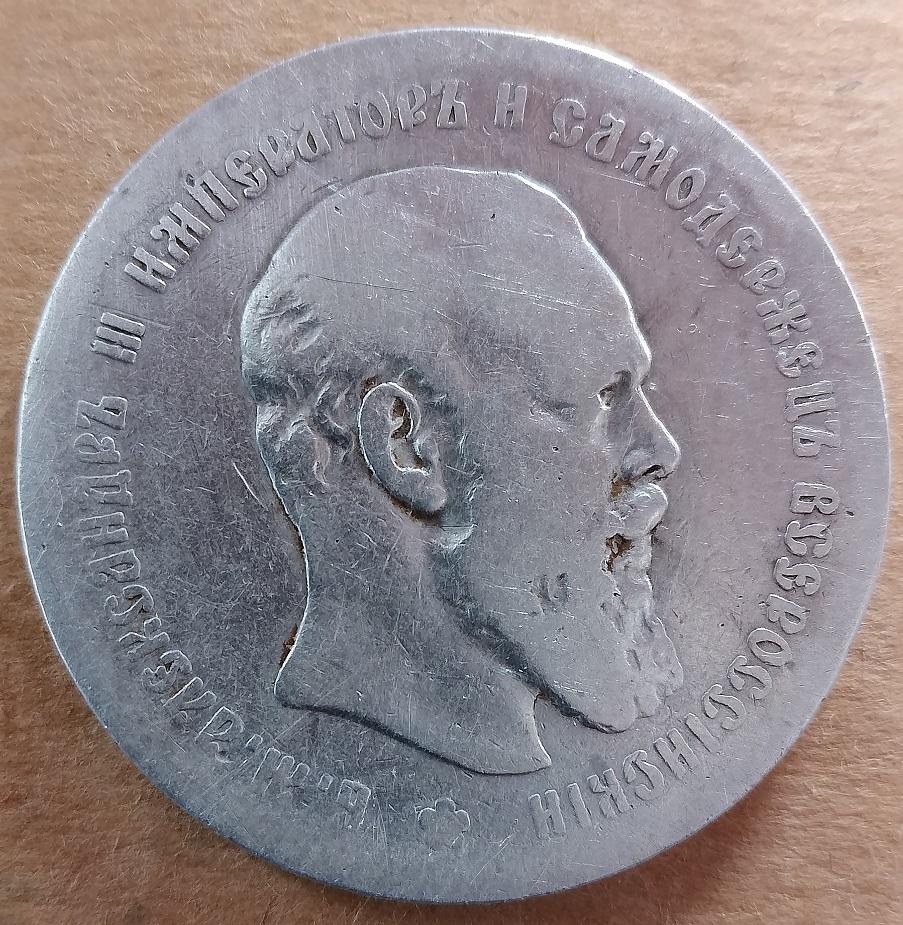 Б. М. АЛЕКСАНДРЪ III ИМПЕРАТОРЪ И САМОДЕРЖЕЦЪ ВСЕРОССІЙСКІЙ